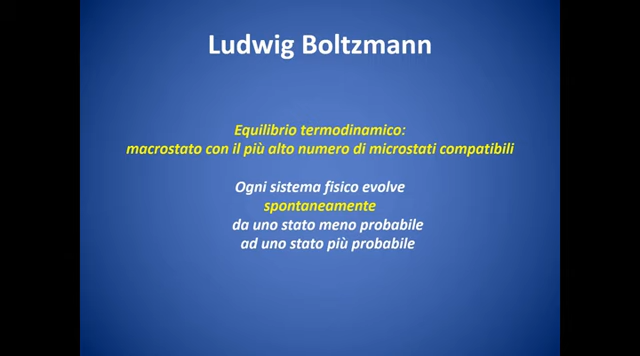 Ludwig Boltzmann
Equilibrio termodinamico:
macrostato con il più alto numero di microstati compatibili
Ogni sistema fisico evolve
spontaneamente
da uno stato meno probabile
ad uno stato più probabile